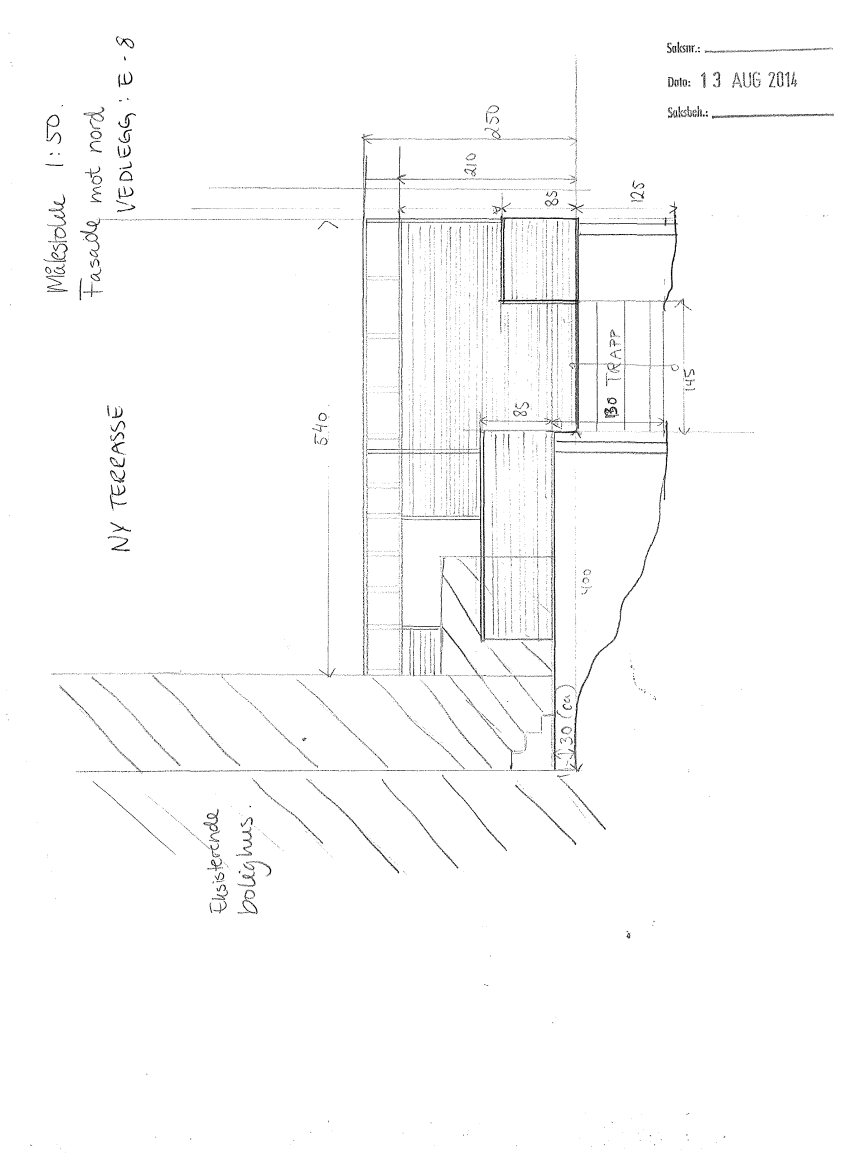 Saksnr.:
Dato: 13 AUG 2014
Saksbeh.:
Målestokk 1:50.
Fasade mot nord
VEDLEGG: E-8
NY TERRASSE
540
250
210
85
125
85
130 TRAPP
145
400
30 (ca)
Eksisterende
bolighus.